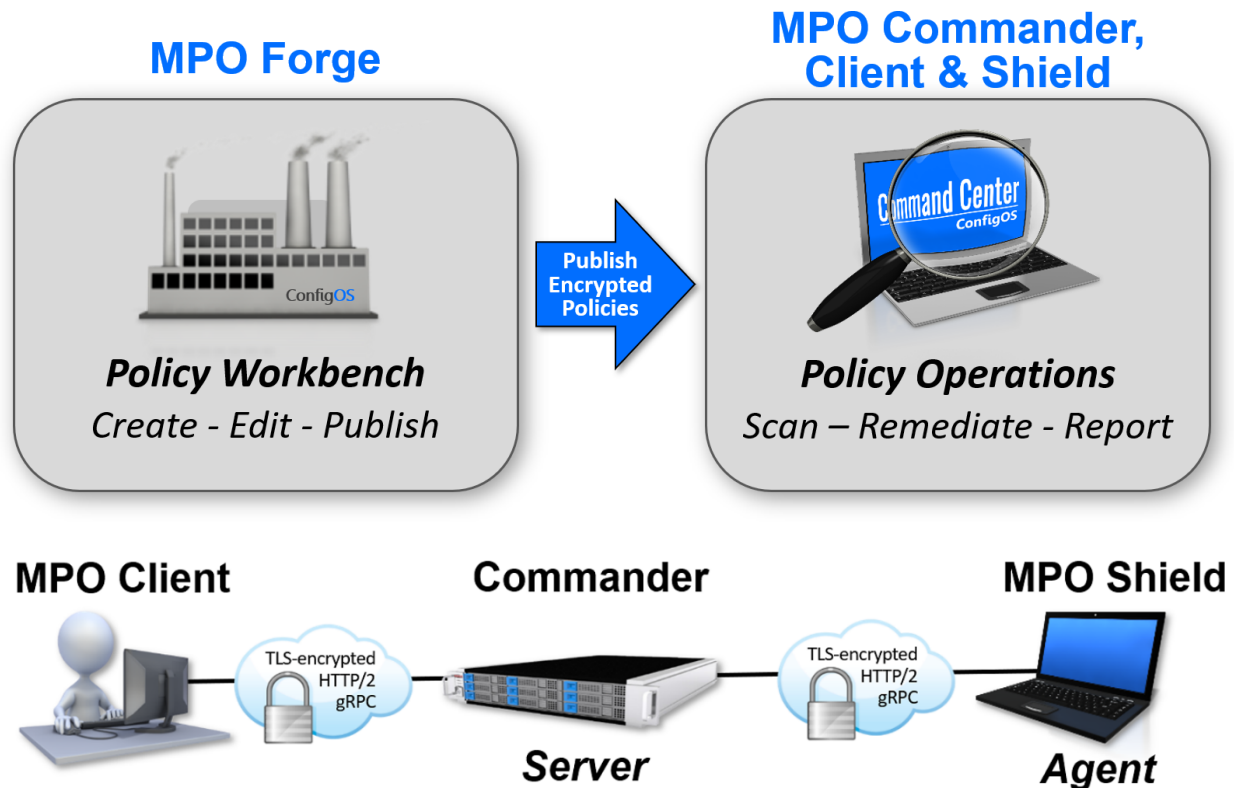 MPO Forge
MPO Commander,
Client & Shield
ConfigOS
Policy Workbench
Create - Edit - Publish
Publish
Encrypted
Policies
Command Center
ConfigOS
Policy Operations
Scan – Remediate - Report
MPO Client
Commander
MPO Shield
TLS-encrypted
HTTP/2
gRPC
TLS-encrypted
HTTP/2
gRPC
Server
Agent